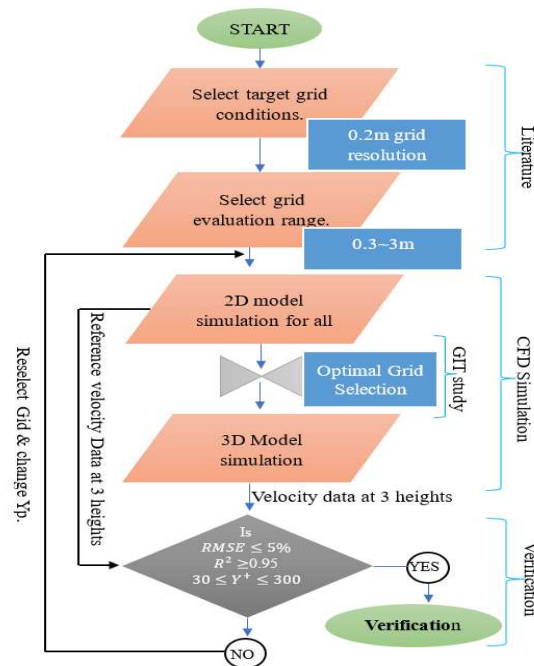 START
Select target grid
conditions.
0.2m grid
resolution
Literature
Select grid
evaluation range.
0.3~3m
2D model
simulation for all
Optimal Grid
Selection
GIT study
CFD Simulation
3D Model
simulation
Velocity data at 3 heights
Reference velocity Data at 3 heights
Reselect Gid & change Yp.
Is
RMSE ≤ 5%
R² ≥0.95
30 ≤ Y⁺ ≤ 300
YES
Verification
verification
NO